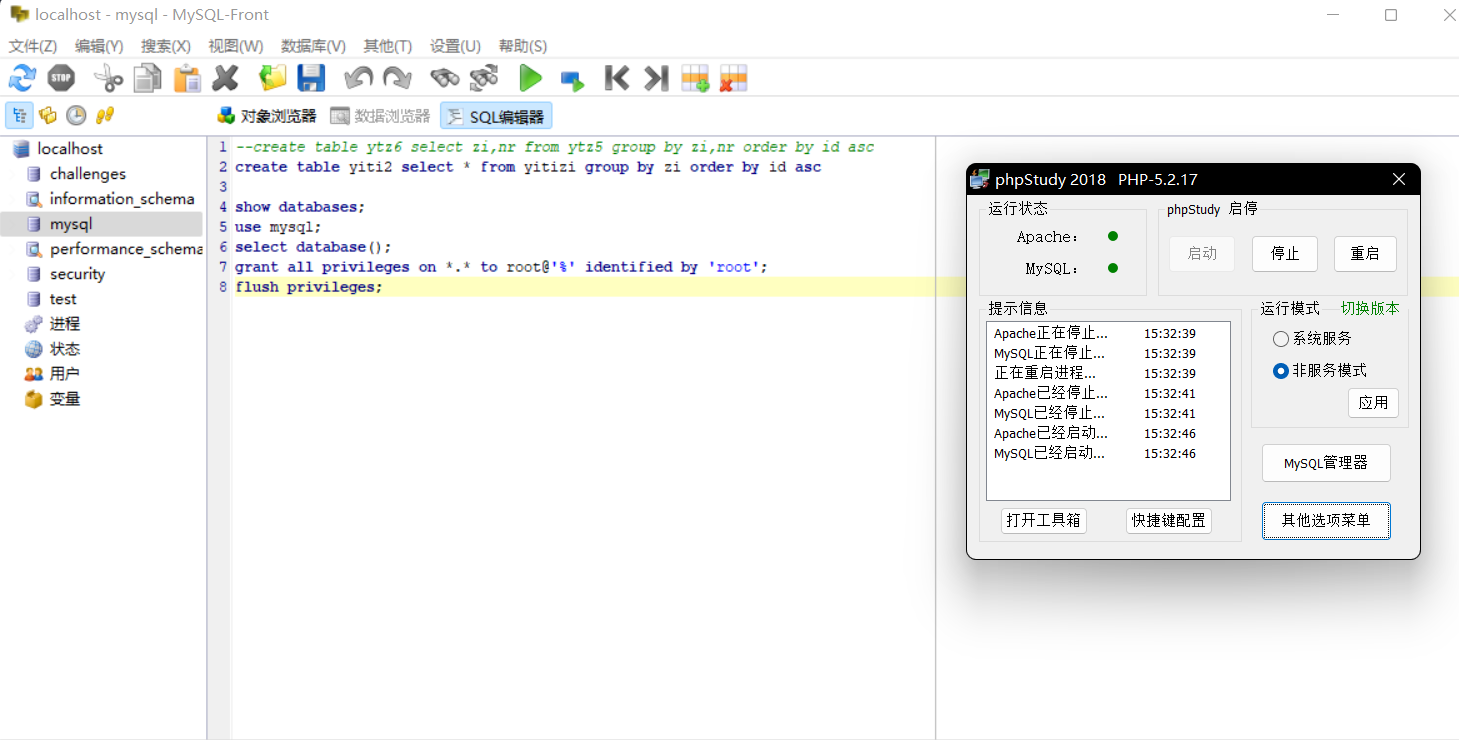 localhost - mysql - MySQL-Front
文件(Z) 编辑(Y) 搜索(X) 视图(W) 数据库(V) 其他(T) 设置(U) 帮助(S)
STOP
对象浏览器 数据浏览器 SQL编辑器
localhost
challenges
information_schema
mysql
performance_schema
security
test
进程
状态
用户
变量
1 --create table ytz6 select zi,nr from ytz5 group by zi,nr order by id asc
2 create table yiti2 select * from yitizi group by zi order by id asc
3
4 show databases;
5 use mysql;
6 select database();
7 grant all privileges on *.* to root@'%' identified by 'root';
8 flush privileges;
phpStudy 2018 PHP-5.2.17
运行状态
Apache:
MySQL:
phpStudy 启停
启动 停止 重启
提示信息
Apache正在停止... 15:32:39
MySQL正在停止... 15:32:39
正在重启进程... 15:32:39
Apache已经停止... 15:32:41
MySQL已经停止... 15:32:41
Apache已经启动... 15:32:46
MySQL已经启动... 15:32:46
打开工具箱 快捷键配置
运行模式 切换版本
系统服务
非服务模式
应用
MySQL管理器
其他选项菜单